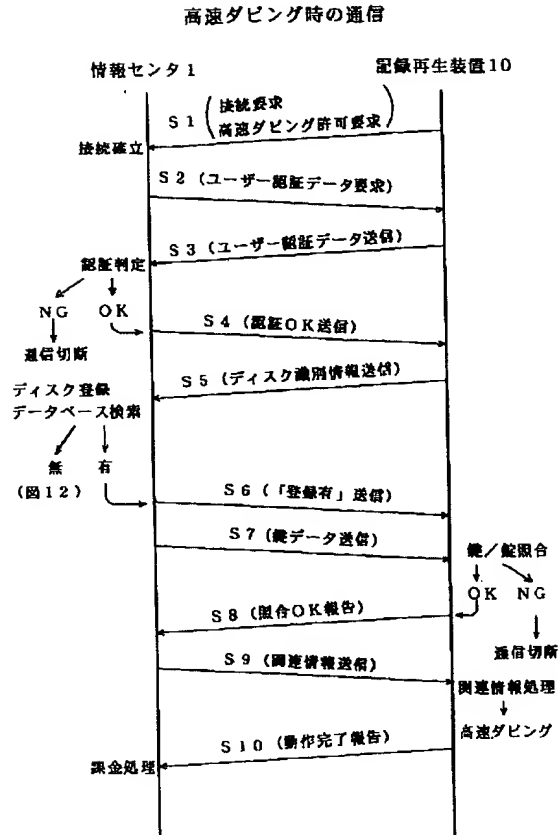 高速ダビング時の通信
情報センタ1
記録再生装置10
S1(接続要求
高速ダビング許可要求)
接続確立
S2(ユーザー認証データ要求)
S3(ユーザー認証データ送信)
認証判定
NG OK
S4(認証OK送信)
通信切断
S5(ディスク識別情報送信)
ディスク登録
データベース検索
無 有
(図12)
S6(「登録有」送信)
S7(鍵データ送信)
鍵/錠照合
OK NG
S8(照合OK報告)
通信切断
S9(関連情報送信)
関連情報処理
高速ダビング
S10(動作完了報告)
課金処理